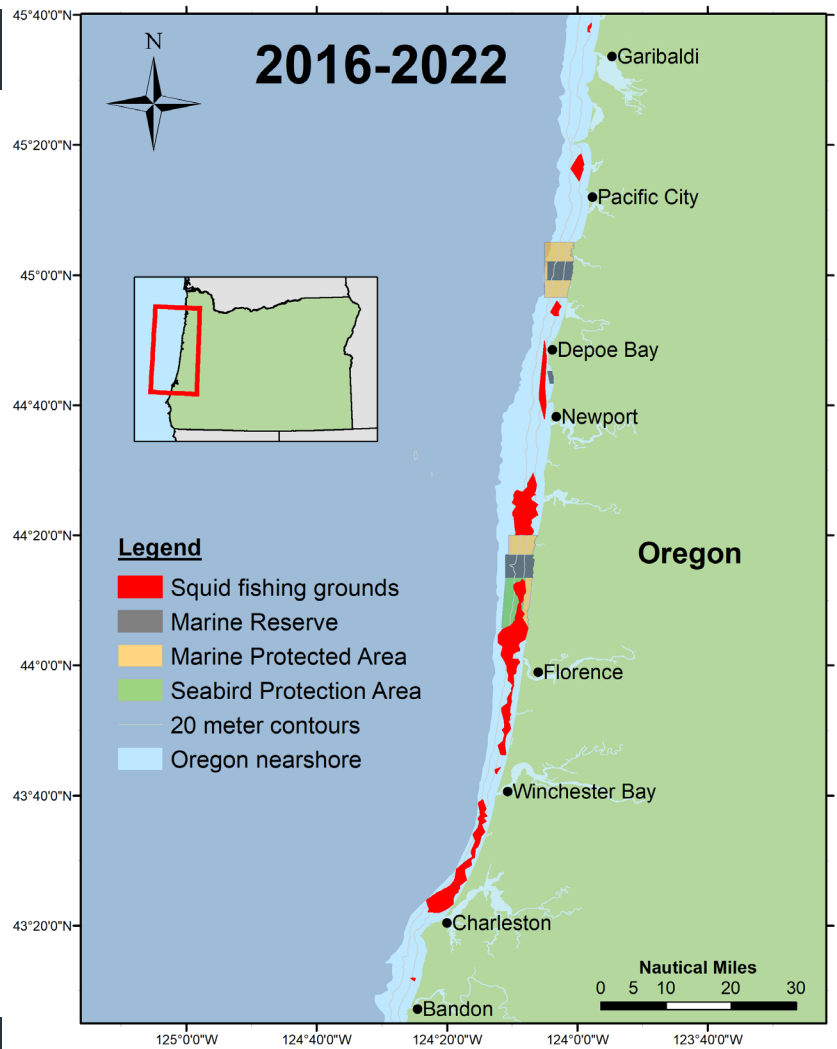 2016-2022
N
45°40'0"N
45°20'0"N
45°0'0"N
44°40'0"N
44°20'0"N
44°0'0"N
43°40'0"N
43°20'0"N
Garibaldi
Pacific City
Depoe Bay
Newport
Oregon
Florence
Winchester Bay
Charleston
Bandon
Legend
Squid fishing grounds
Marine Reserve
Marine Protected Area
Seabird Protection Area
20 meter contours
Oregon nearshore
Nautical Miles
0 5 10 20 30
125°0'0"W 124°40'0"W 124°20'0"W 124°0'0"W 123°40'0"W